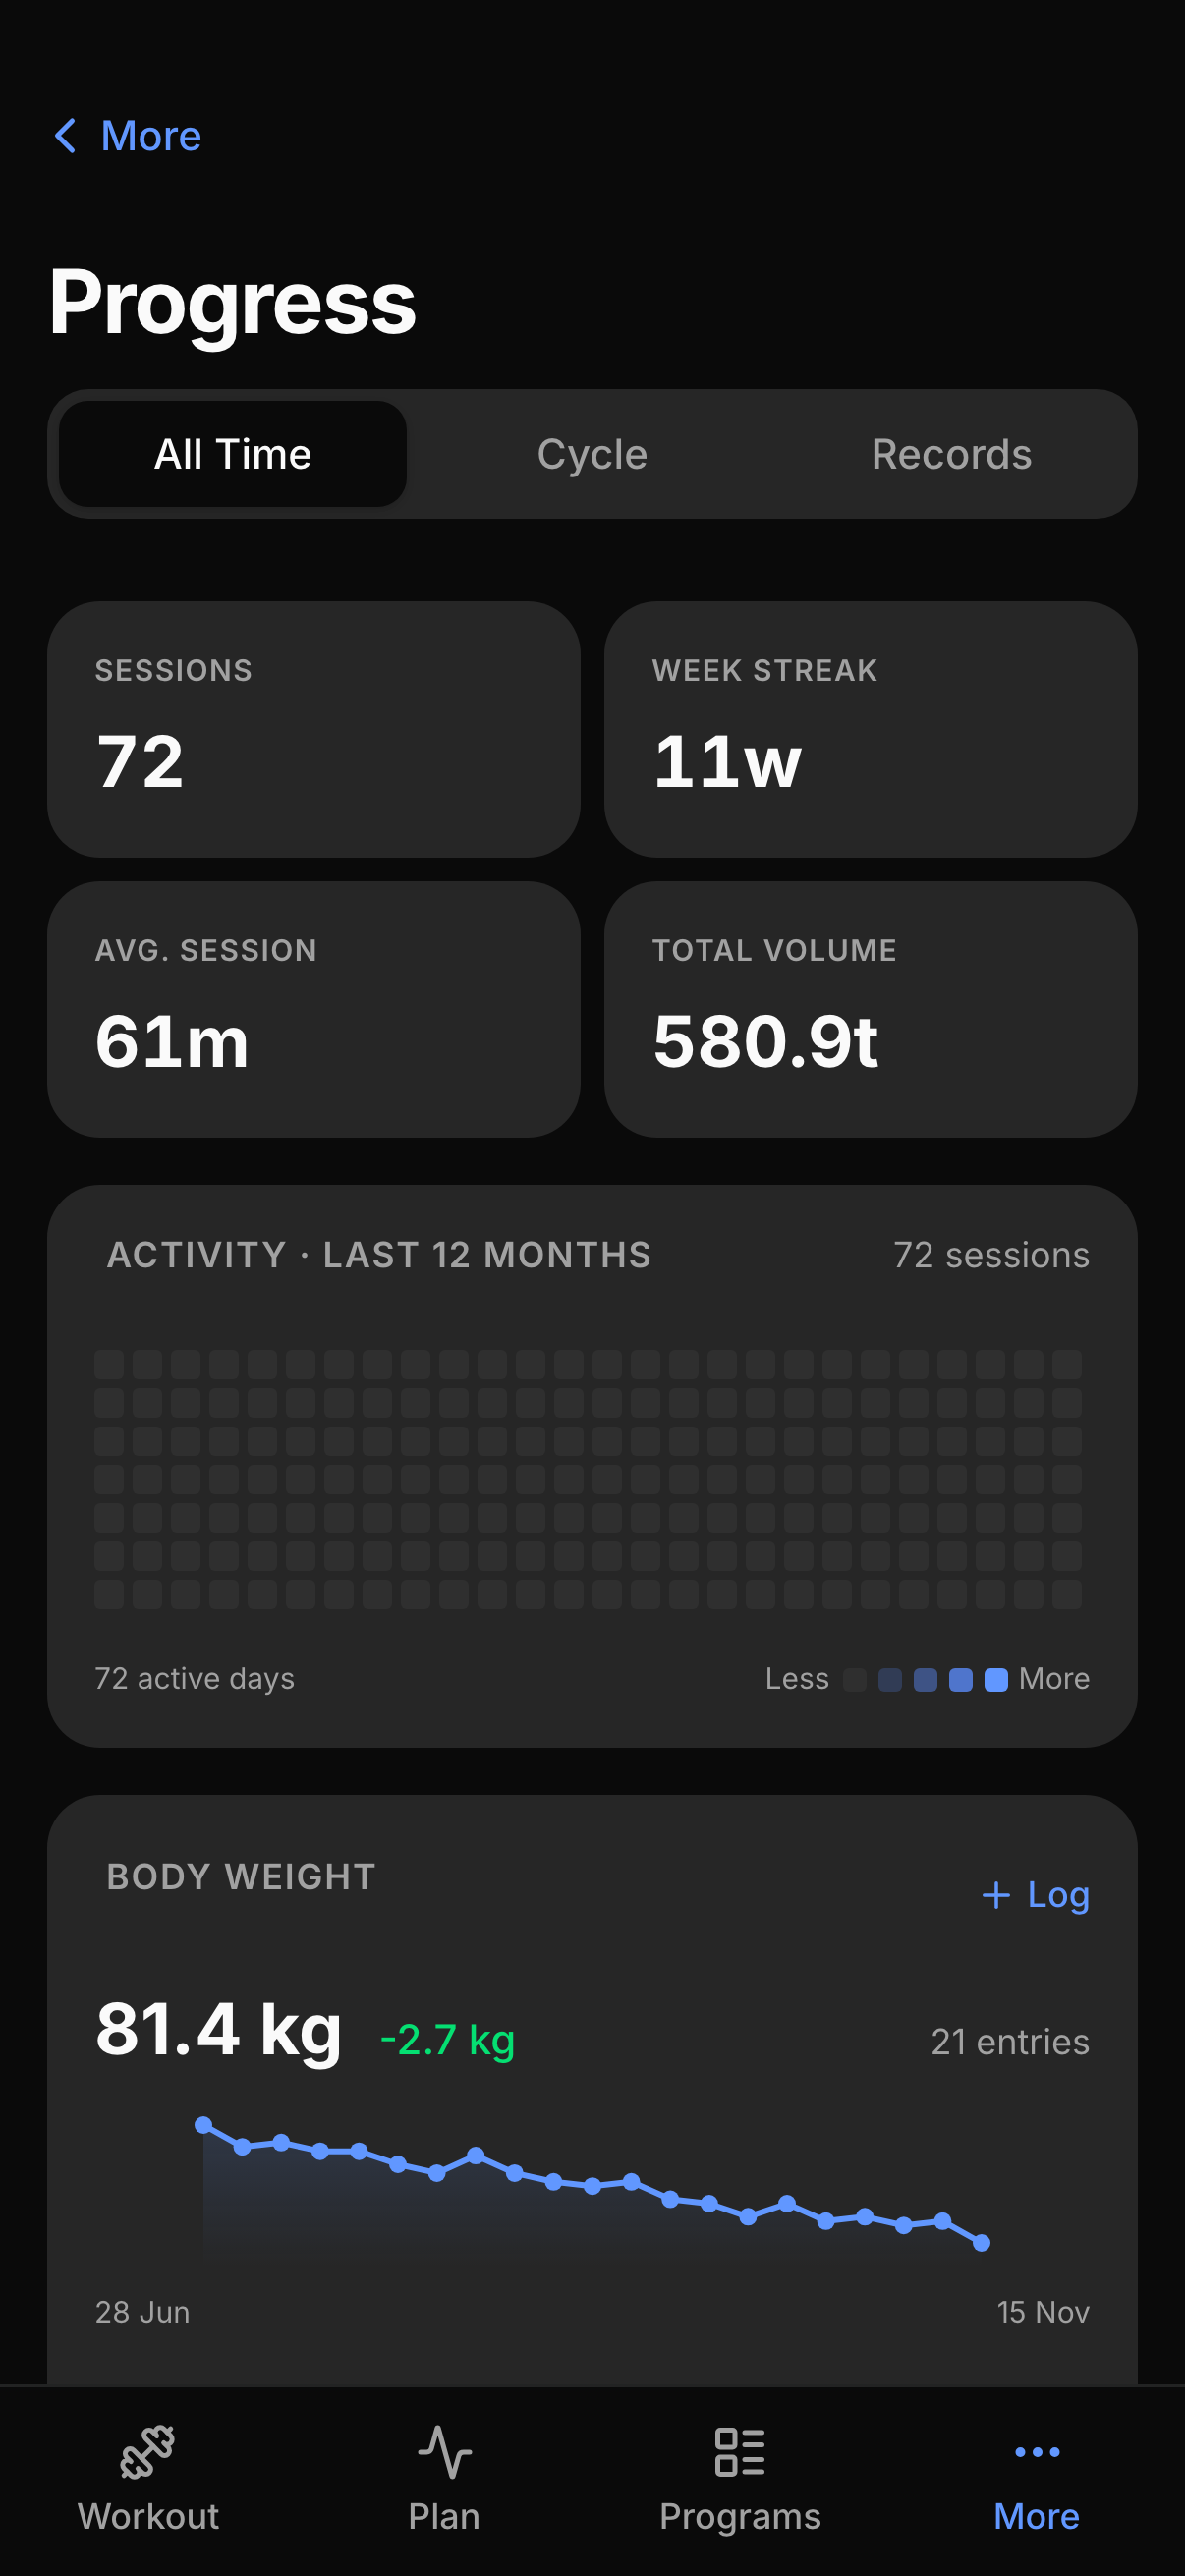 More
Progress
All Time Cycle Records
SESSIONS WEEK STREAK
72 11w
AVG. SESSION TOTAL VOLUME
61m 580.9t
ACTIVITY · LAST 12 MONTHS 72 sessions
72 active days Less More
BODY WEIGHT
+ Log
81.4 kg -2.7 kg 21 entries
28 Jun 15 Nov
Workout Plan Programs More